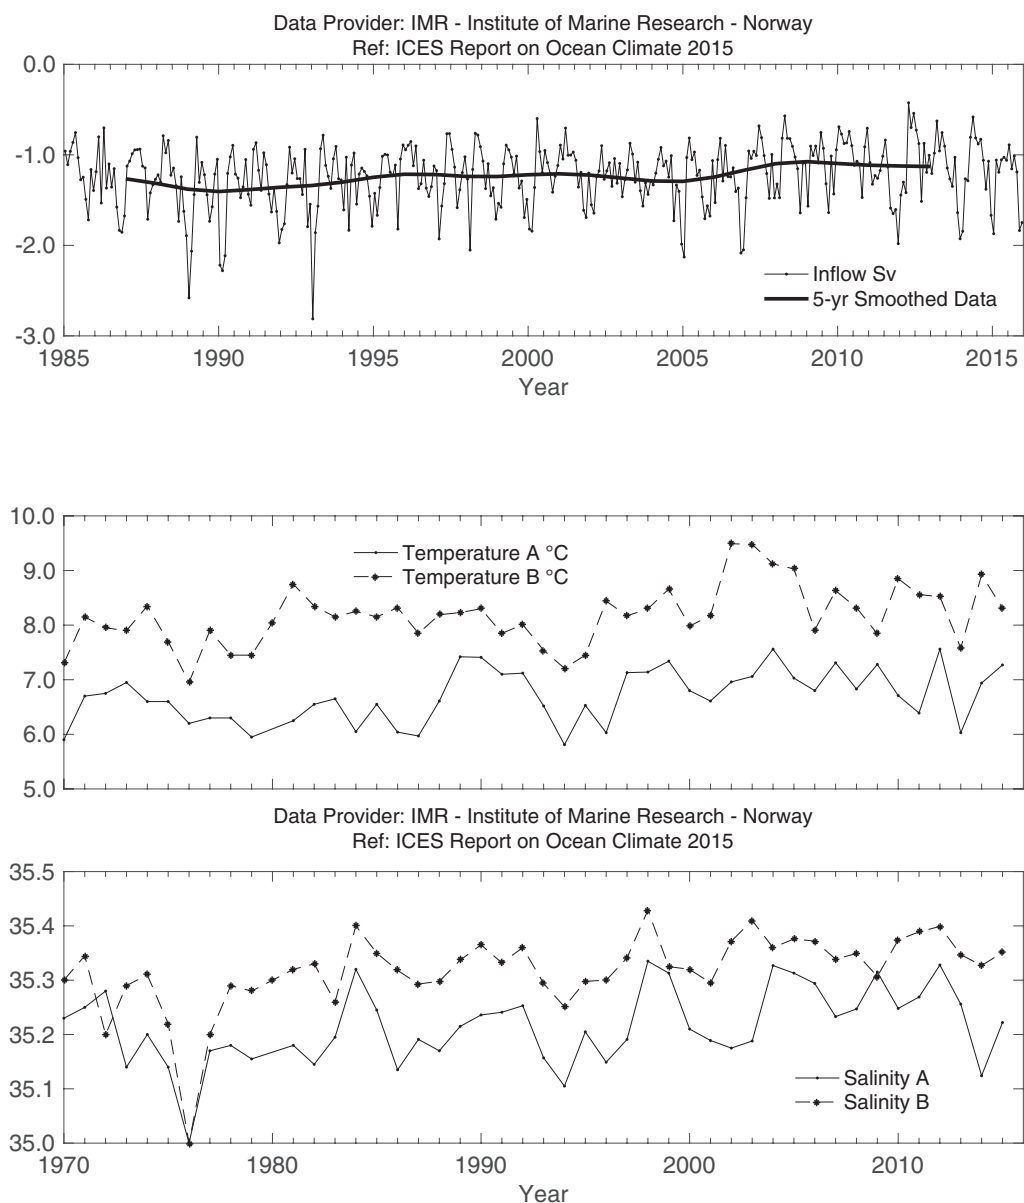 Data Provider: IMR - Institute of Marine Research - Norway
Ref: ICES Report on Ocean Climate 2015
0.0
-1.0
-2.0
-3.0
Inflow Sv
5-yr Smoothed Data
1985 1990 1995 2000 2005 2010 2015
Year
10.0
9.0
8.0
7.0
6.0
5.0
Temperature A °C
Temperature B °C
Data Provider: IMR - Institute of Marine Research - Norway
Ref: ICES Report on Ocean Climate 2015
35.5
35.4
35.3
35.2
35.1
35.0
Salinity A
Salinity B
1970 1980 1990 2000 2010
Year